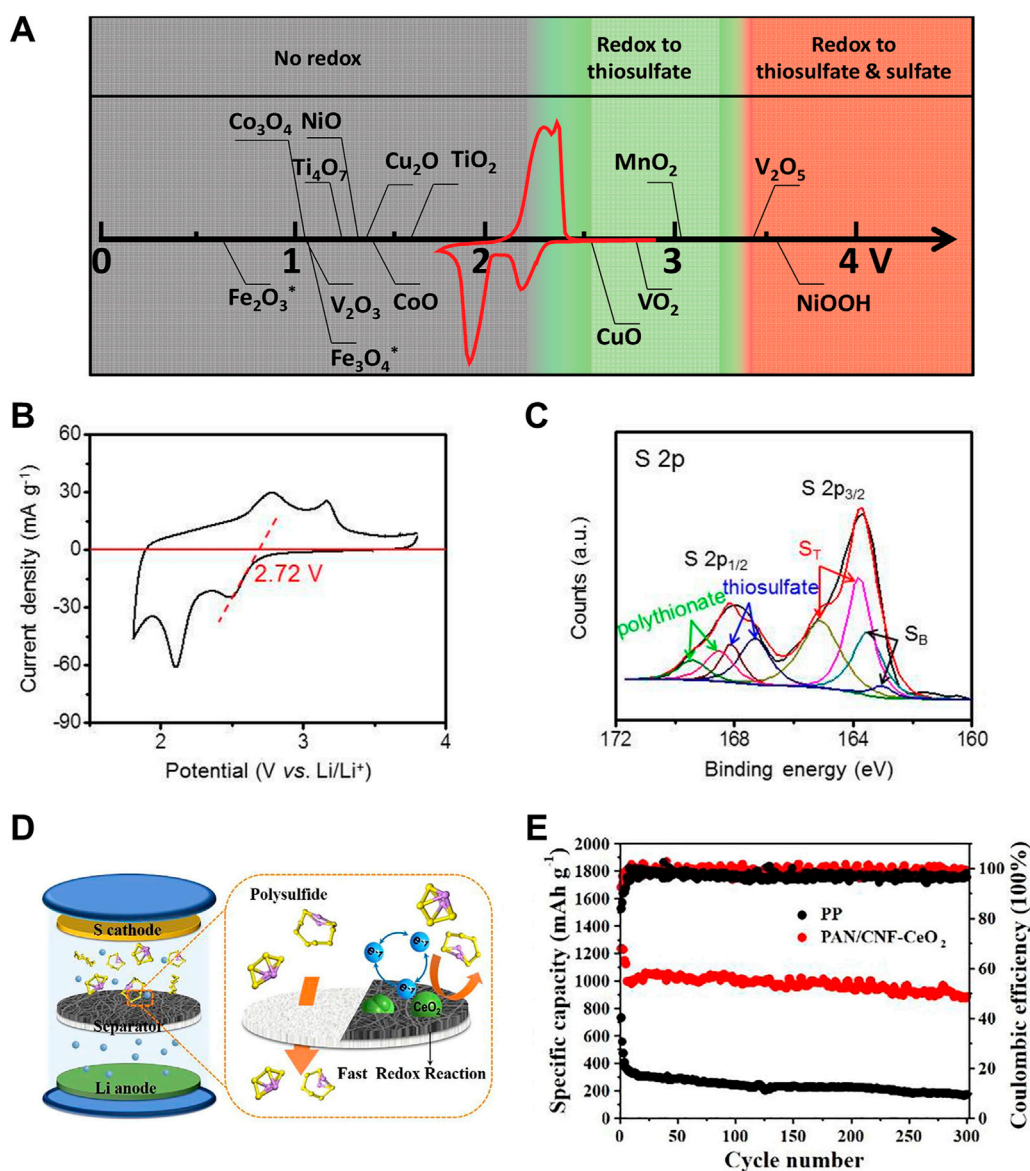 A
No redox
Redox to
thiosulfate
Redox to
thiosulfate & sulfate
Co₃O₄
NiO
Ti₄O₇
Cu₂O
TiO₂
MnO₂
V₂O₅
0
1
2
3
4 V
Fe₂O₃*
V₂O₃
CoO
Fe₃O₄*
CuO
VO₂
NiOOH
B
60
30
0
-30
-60
-90
2
3
4
2.72 V
Current density (mA g⁻¹)
Potential (V vs. Li/Li⁺)
C
S 2p
S 2p₃/₂
S 2p₁/₂
S_T
thiosulfate
polythionate
S_B
Counts (a.u.)
172
168
164
160
Binding energy (eV)
D
S cathode
Separator
Li anode
Polysulfide
CeO₂
Fast Redox Reaction
E
2000
1800
1600
1400
1200
1000
800
600
400
200
0
Specific capacity (mAh g⁻¹)
PP
PAN/CNF-CeO₂
100
80
60
40
20
0
Coulombic efficiency (100%)
0
50
100
150
200
250
300
Cycle number